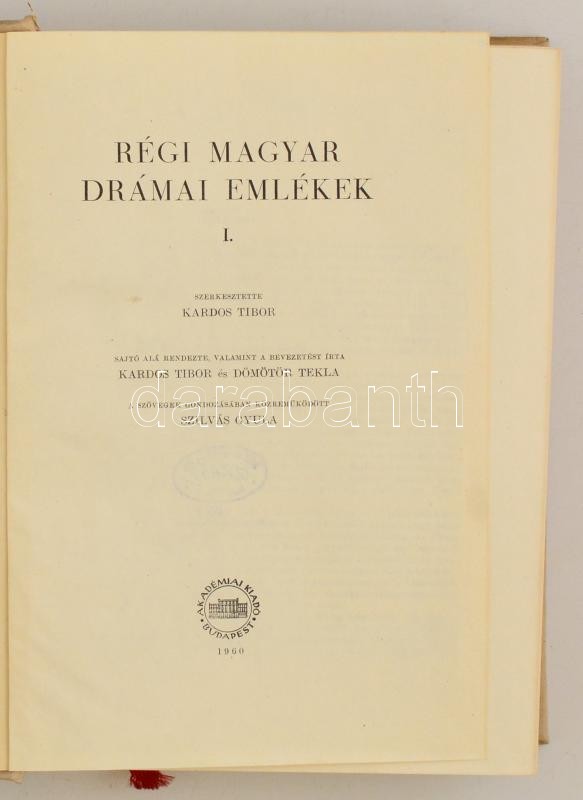 RÉGI MAGYAR
DRÁMAI EMLÉKEK
I.
SZERKESZTETTE
KARDOS TIBOR
SAJTÓ ALÁ RENDEZTE, VALAMINT A BEVEZETÉST ÍRTA
KARDOS TIBOR és DÖMÖTÖR TEKLA
darabanth
A SZÖVEGEK GONDOZÁSÁBAN KÖZREMŰKÖDÖTT
SZILVÁS GYULA
AKADÉMIAI KIADÓ
BUDAPEST
1960